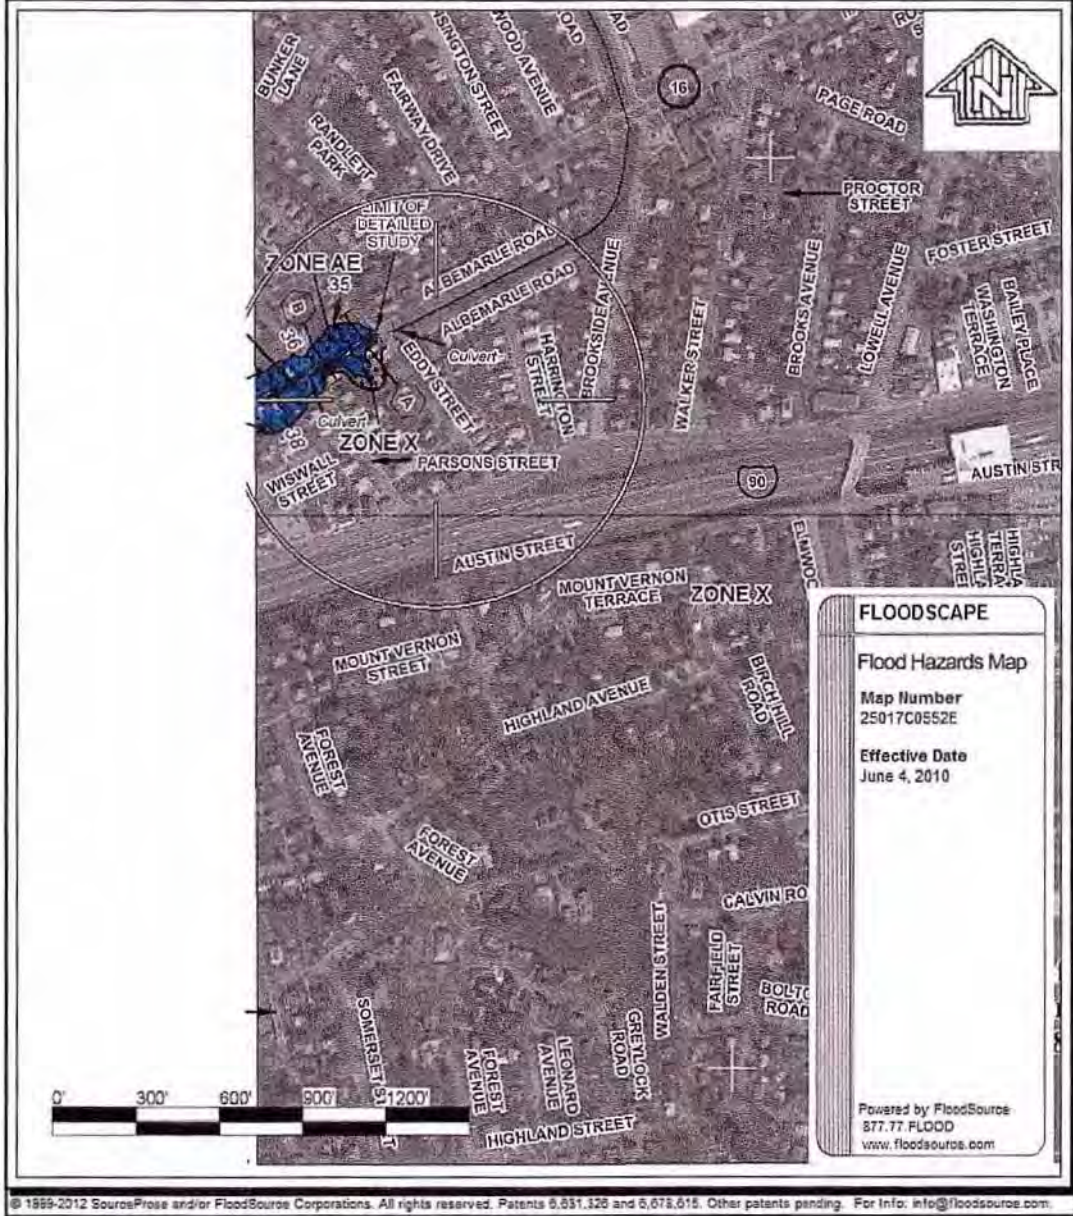 BUNKER
LANE
RANDLETT
PARK
FAIRWAY DRIVE
WOOD AVENUE
16
PAGE ROAD
N
PROCTOR
STREET
FOSTER STREET
LIMIT OF
DETAILED
STUDY
ZONE AE
35
ALBEMARLE ROAD
ALBEMARLE ROAD
BROOKSIDE AVENUE
BROOKS AVENUE
LOWELL AVENUE
WASHINGTON
TERRACE
BAILEY PLACE
B
36
EDDY STREET
Culvert
HARRINGTON
STREET
WALKER STREET
A
Culvert
38
ZONE X
PARSONS STREET
WISWALL
STREET
90
AUSTIN STR
AUSTIN STREET
MOUNT VERNON
TERRACE
ZONE X
MOUNT VERNON
STREET
HIGHLAND AVENUE
BIRCH HILL
ROAD
FOREST
AVENUE
OTIS STREET
FOREST
AVENUE
CALVIN RO
WALDEN STREET
FAIRFIELD
STREET
BOLTO
ROAD
SOMERSET ST
FOREST
AVENUE
LEONARD
AVENUE
GREYLOCK
ROAD
HIGHLAND STREET
0' 300' 600' 900' 1200'
FLOODSCAPE
Flood Hazards Map
Map Number
25017C0552E
Effective Date
June 4, 2010
Powered by FloodSource
877.77.FLOOD
www.floodsource.com
© 1999-2012 SourceProse and/or FloodSource Corporations. All rights reserved. Patents 6,631,326 and 6,678,615. Other patents pending. For Info: info@floodsource.com.